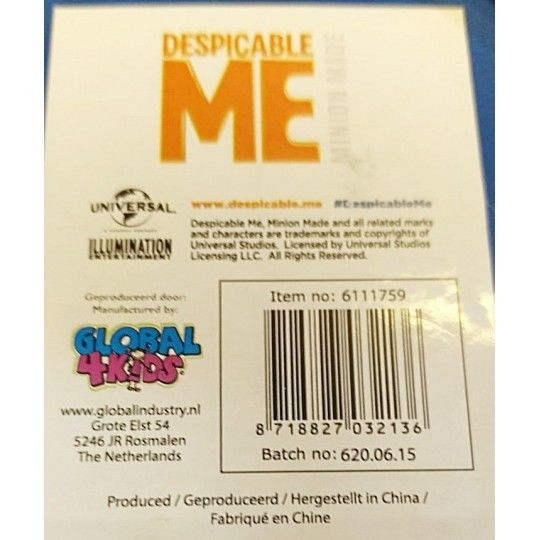 DESPICABLE
ME
MINION MADE
UNIVERSAL
ILLUMINATION
ENTERTAINMENT
www.despicable.me #DespicableMe
Despicable Me, Minion Made and all related marks
and characters are trademarks and copyrights of
Universal Studios. Licensed by Universal Studios
Licensing LLC. All Rights Reserved.
Geproduceerd door:
Manufactured by:
GLOBAL
4KIDS
www.globalindustry.nl
Grote Elst 54
5246 JR Rosmalen
The Netherlands
Item no: 6111759
8 718827 032136
Batch no: 620.06.15
Produced / Geproduceerd / Hergestellt in China /
Fabriqué en Chine